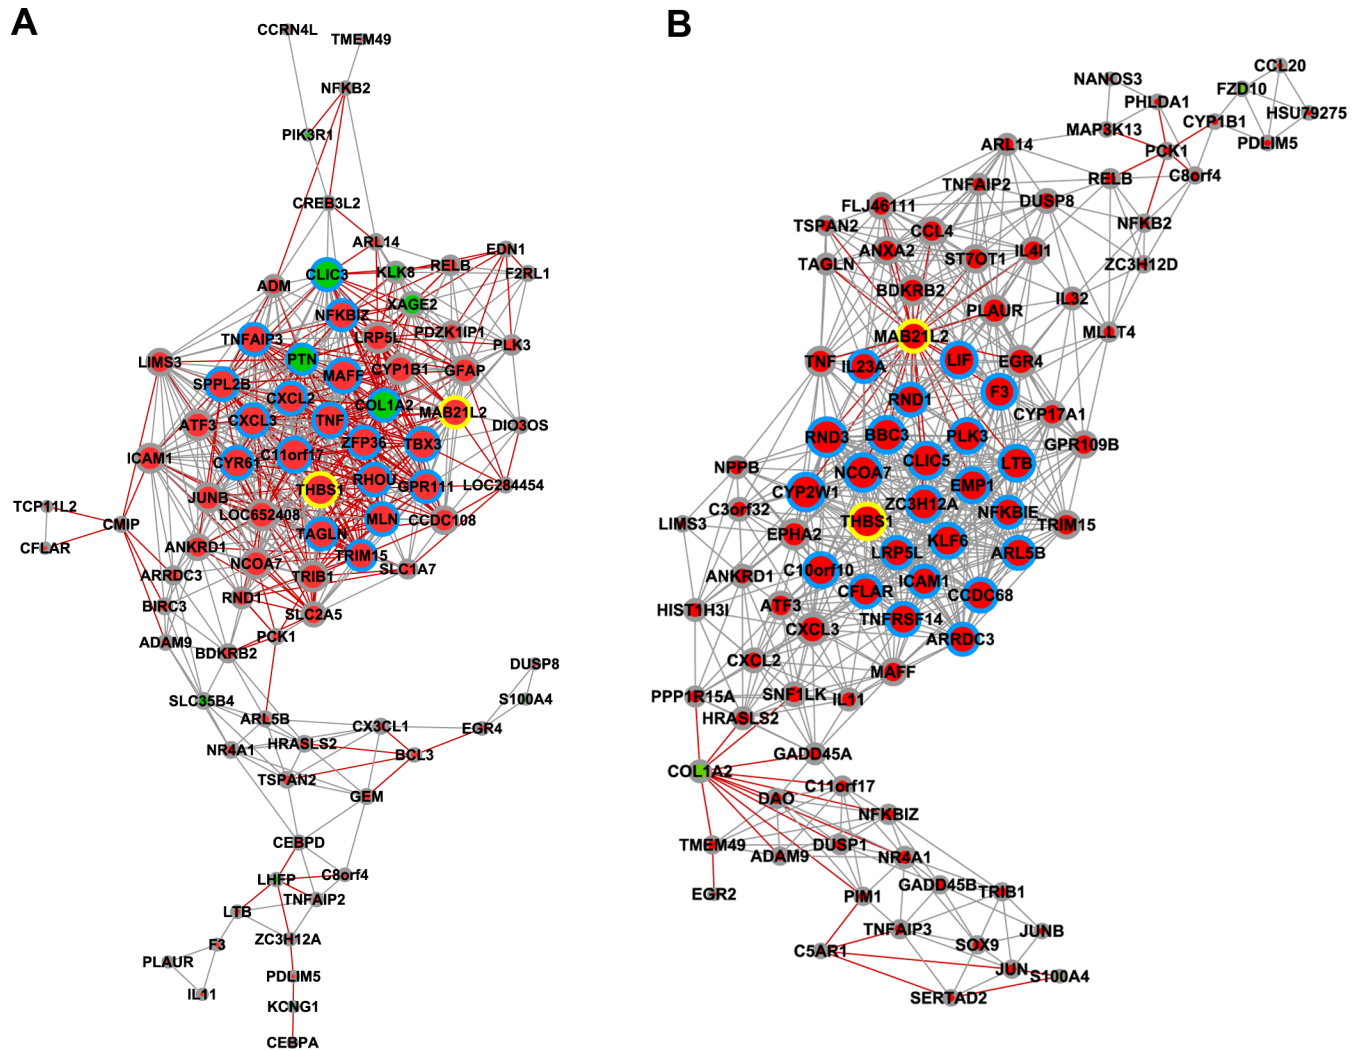 A
CCRN4L
TMEM49
NFKB2
PIK3R1
CREB3L2
ARL14
EDN1
CLIC3
KLK8
RELB
F2RL1
ADM
XAGE2
NFKBIZ
PDZK1IP1
TNFAIP3
LRP5L
PLK3
LIMS3
PTN
MAFF
CYP1B1
GFAP
SPPL2B
CXCL2
COL1A2
MAB21L2
CXCL3
TNF
ATF3
ZFP36
TBX3
DIO3OS
ICAM1
CYR61
C11orf17
RHOU
GPR111
LOC284454
THBS1
JUNB
TCP11L2
LOC652408
MLN
CCDC108
CMIP
TAGLN
CFLAR
ANKRD1
TRIM15
NCOA7
SLC1A7
ARRDC3
TRIB1
RND1
BIRC3
SLC2A5
ADAM9
PCK1
BDKRB2
DUSP8
SLC35B4
S100A4
ARL5B
CX3CL1
EGR4
NR4A1
HRASLS2
BCL3
TSPAN2
GEM
CEBPD
LHFP
C8orf4
TNFAIP2
LTB
F3
ZC3H12A
PLAUR
PDLIM5
IL11
KCNG1
CEBPA
B
CCL20
NANOS3
FZD10
PHLDA1
HSU79275
MAP3K13
CYP1B1
ARL14
PCK1
PDLIM5
TNFAIP2
RELB
C8orf4
FLJ46111
DUSP8
TSPAN2
CCL4
NFKB2
ANXA2
IL4I1
TAGLN
ST7OT1
ZC3H12D
BDKRB2
IL32
PLAUR
MAB21L2
MLLT4
TNF
IL23A
LIF
EGR4
F3
RND1
CYP17A1
RND3
BBC3
PLK3
GPR109B
NPPB
NCOA7
CLIC5
LTB
CYP2W1
EMP1
C3orf32
ZC3H12A
NFKBIE
LIMS3
THBS1
TRIM15
EPHA2
KLF6
LRP5L
ARL5B
ANKRD1
C10orf10
ICAM1
CFLAR
CCDC68
HIST1H3I
ATF3
TNFRSF14
CXCL3
ARRDC3
CXCL2
MAFF
PPP1R15A
SNF1LK
IL11
HRASLS2
GADD45A
COL1A2
C11orf17
DAO
NFKBIZ
TMEM49
DUSP1
ADAM9
NR4A1
EGR2
GADD45B
PIM1
TRIB1
TNFAIP3
JUNB
C5AR1
SOX9
JUN
S100A4
SERTAD2